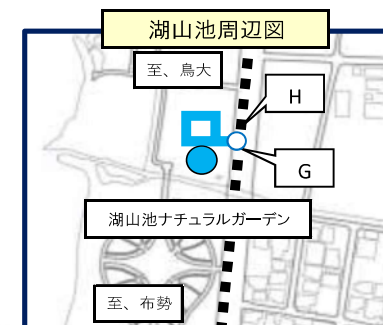 湖山池周辺図
至、鳥大
H
G
湖山池ナチュラルガーデン
至、布勢